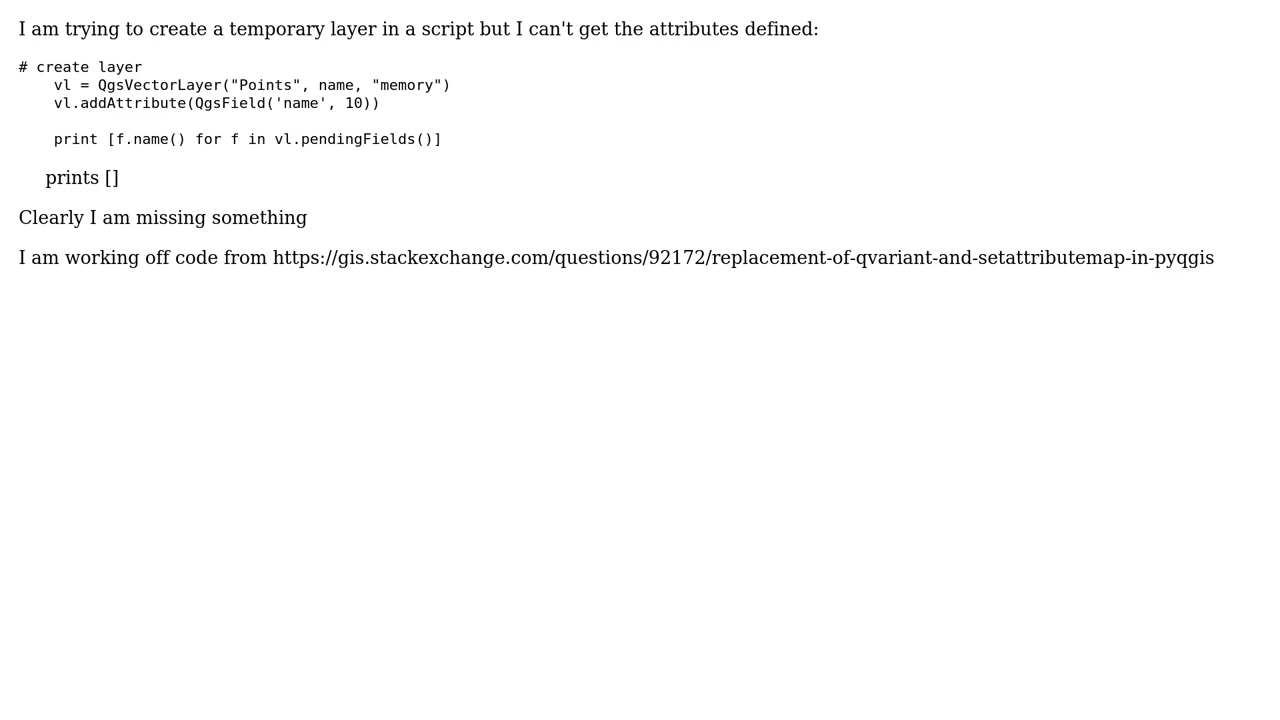 I am trying to create a temporary layer in a script but I can't get the attributes defined:
# create layer
    vl = QgsVectorLayer("Points", name, "memory")
    vl.addAttribute(QgsField('name', 10))
    print [f.name() for f in vl.pendingFields()]
prints []
Clearly I am missing something
I am working off code from https://gis.stackexchange.com/questions/92172/replacement-of-qvariant-and-setattributemap-in-pyqgis